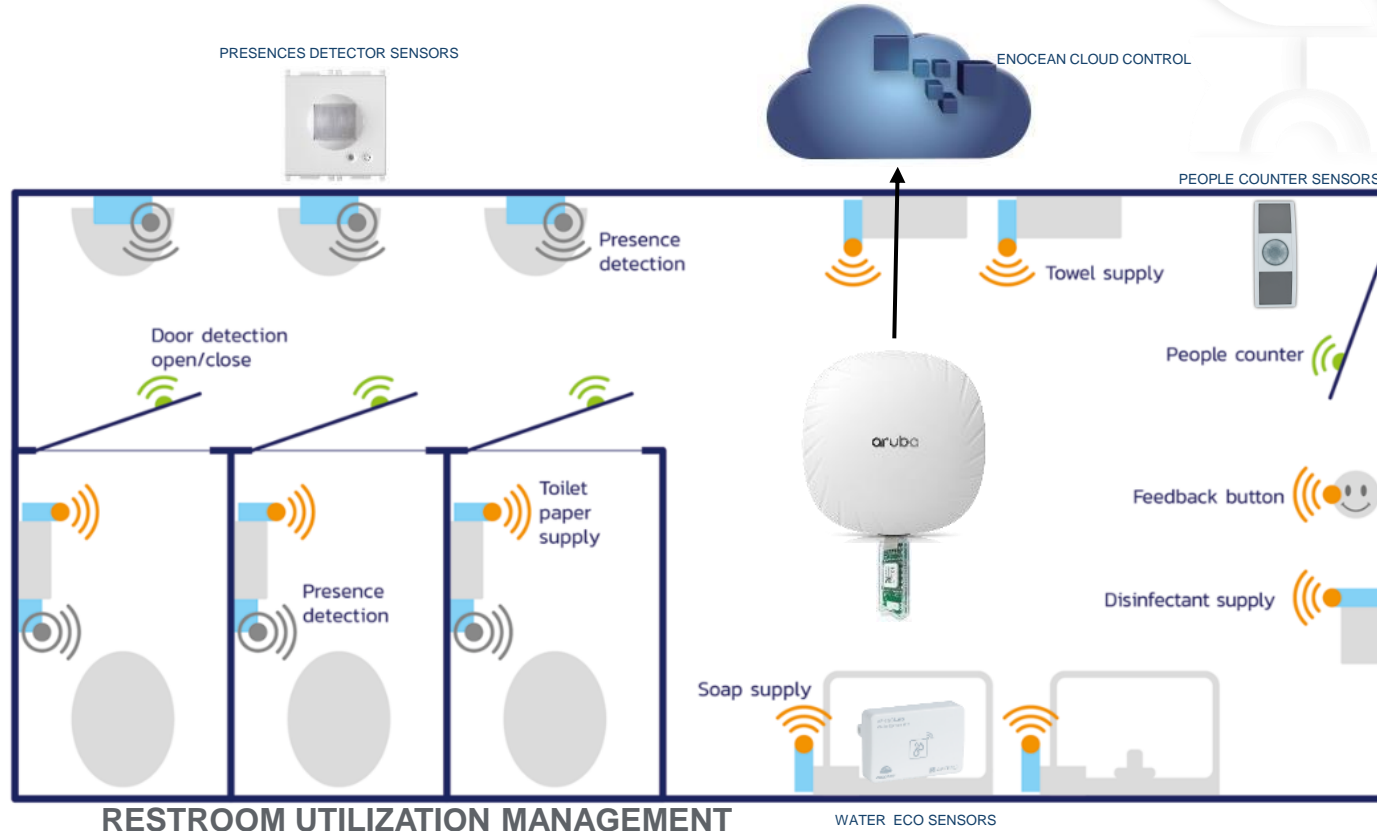 PRESENCES DETECTOR SENSORS
ENOCEAN CLOUD CONTROL
PEOPLE COUNTER SENSORS
Presence
detection
Towel supply
Door detection
open/close
People counter
aruba
Toilet
paper
supply
Feedback button
Presence
detection
Disinfectant supply
Soap supply
RESTROOM UTILIZATION MANAGEMENT
WATER ECO SENSORS